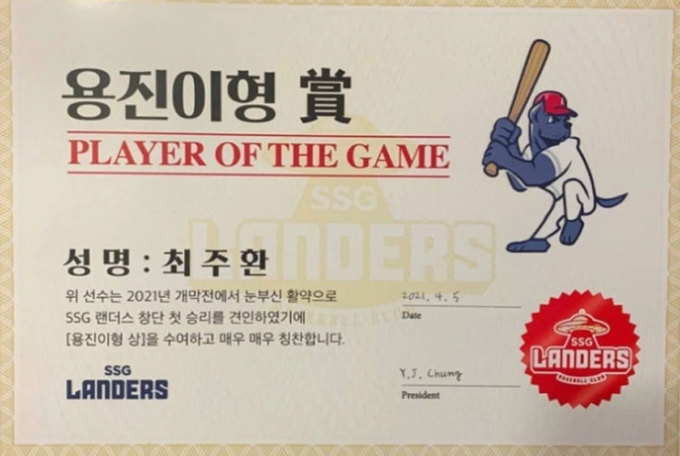 용진이형 賞
PLAYER OF THE GAME
성명 : 최주환
위 선수는 2021년 개막전에서 눈부신 활약으로
SSG 랜더스 창단 첫 승리를 견인하였기에
[용진이형 상]을 수여하고 매우 매우 칭찬합니다.
SSG
LANDERS
2021. 4. 5
Date
Y.J. Chung
President
SSG
LANDERS
BASEBALL CLUB
SSG
LANDERS
BASEBALL CLUB